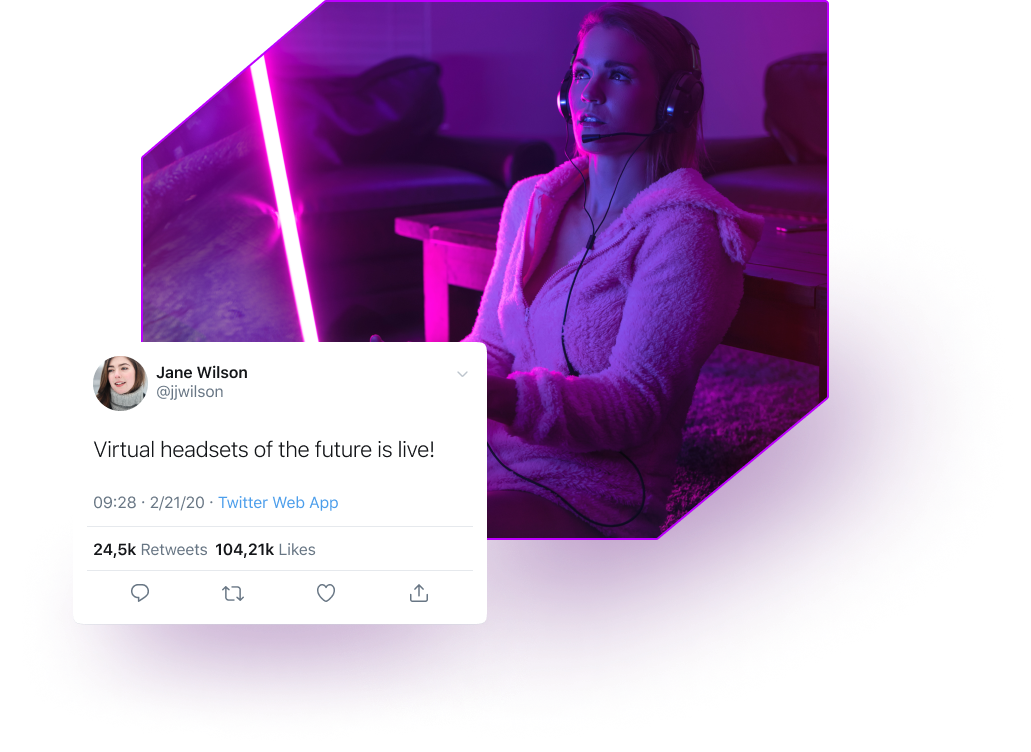 Jane Wilson
@jjwilson
Virtual headsets of the future is live!
09:28 · 2/21/20 · Twitter Web App
24,5k Retweets 104,21k Likes